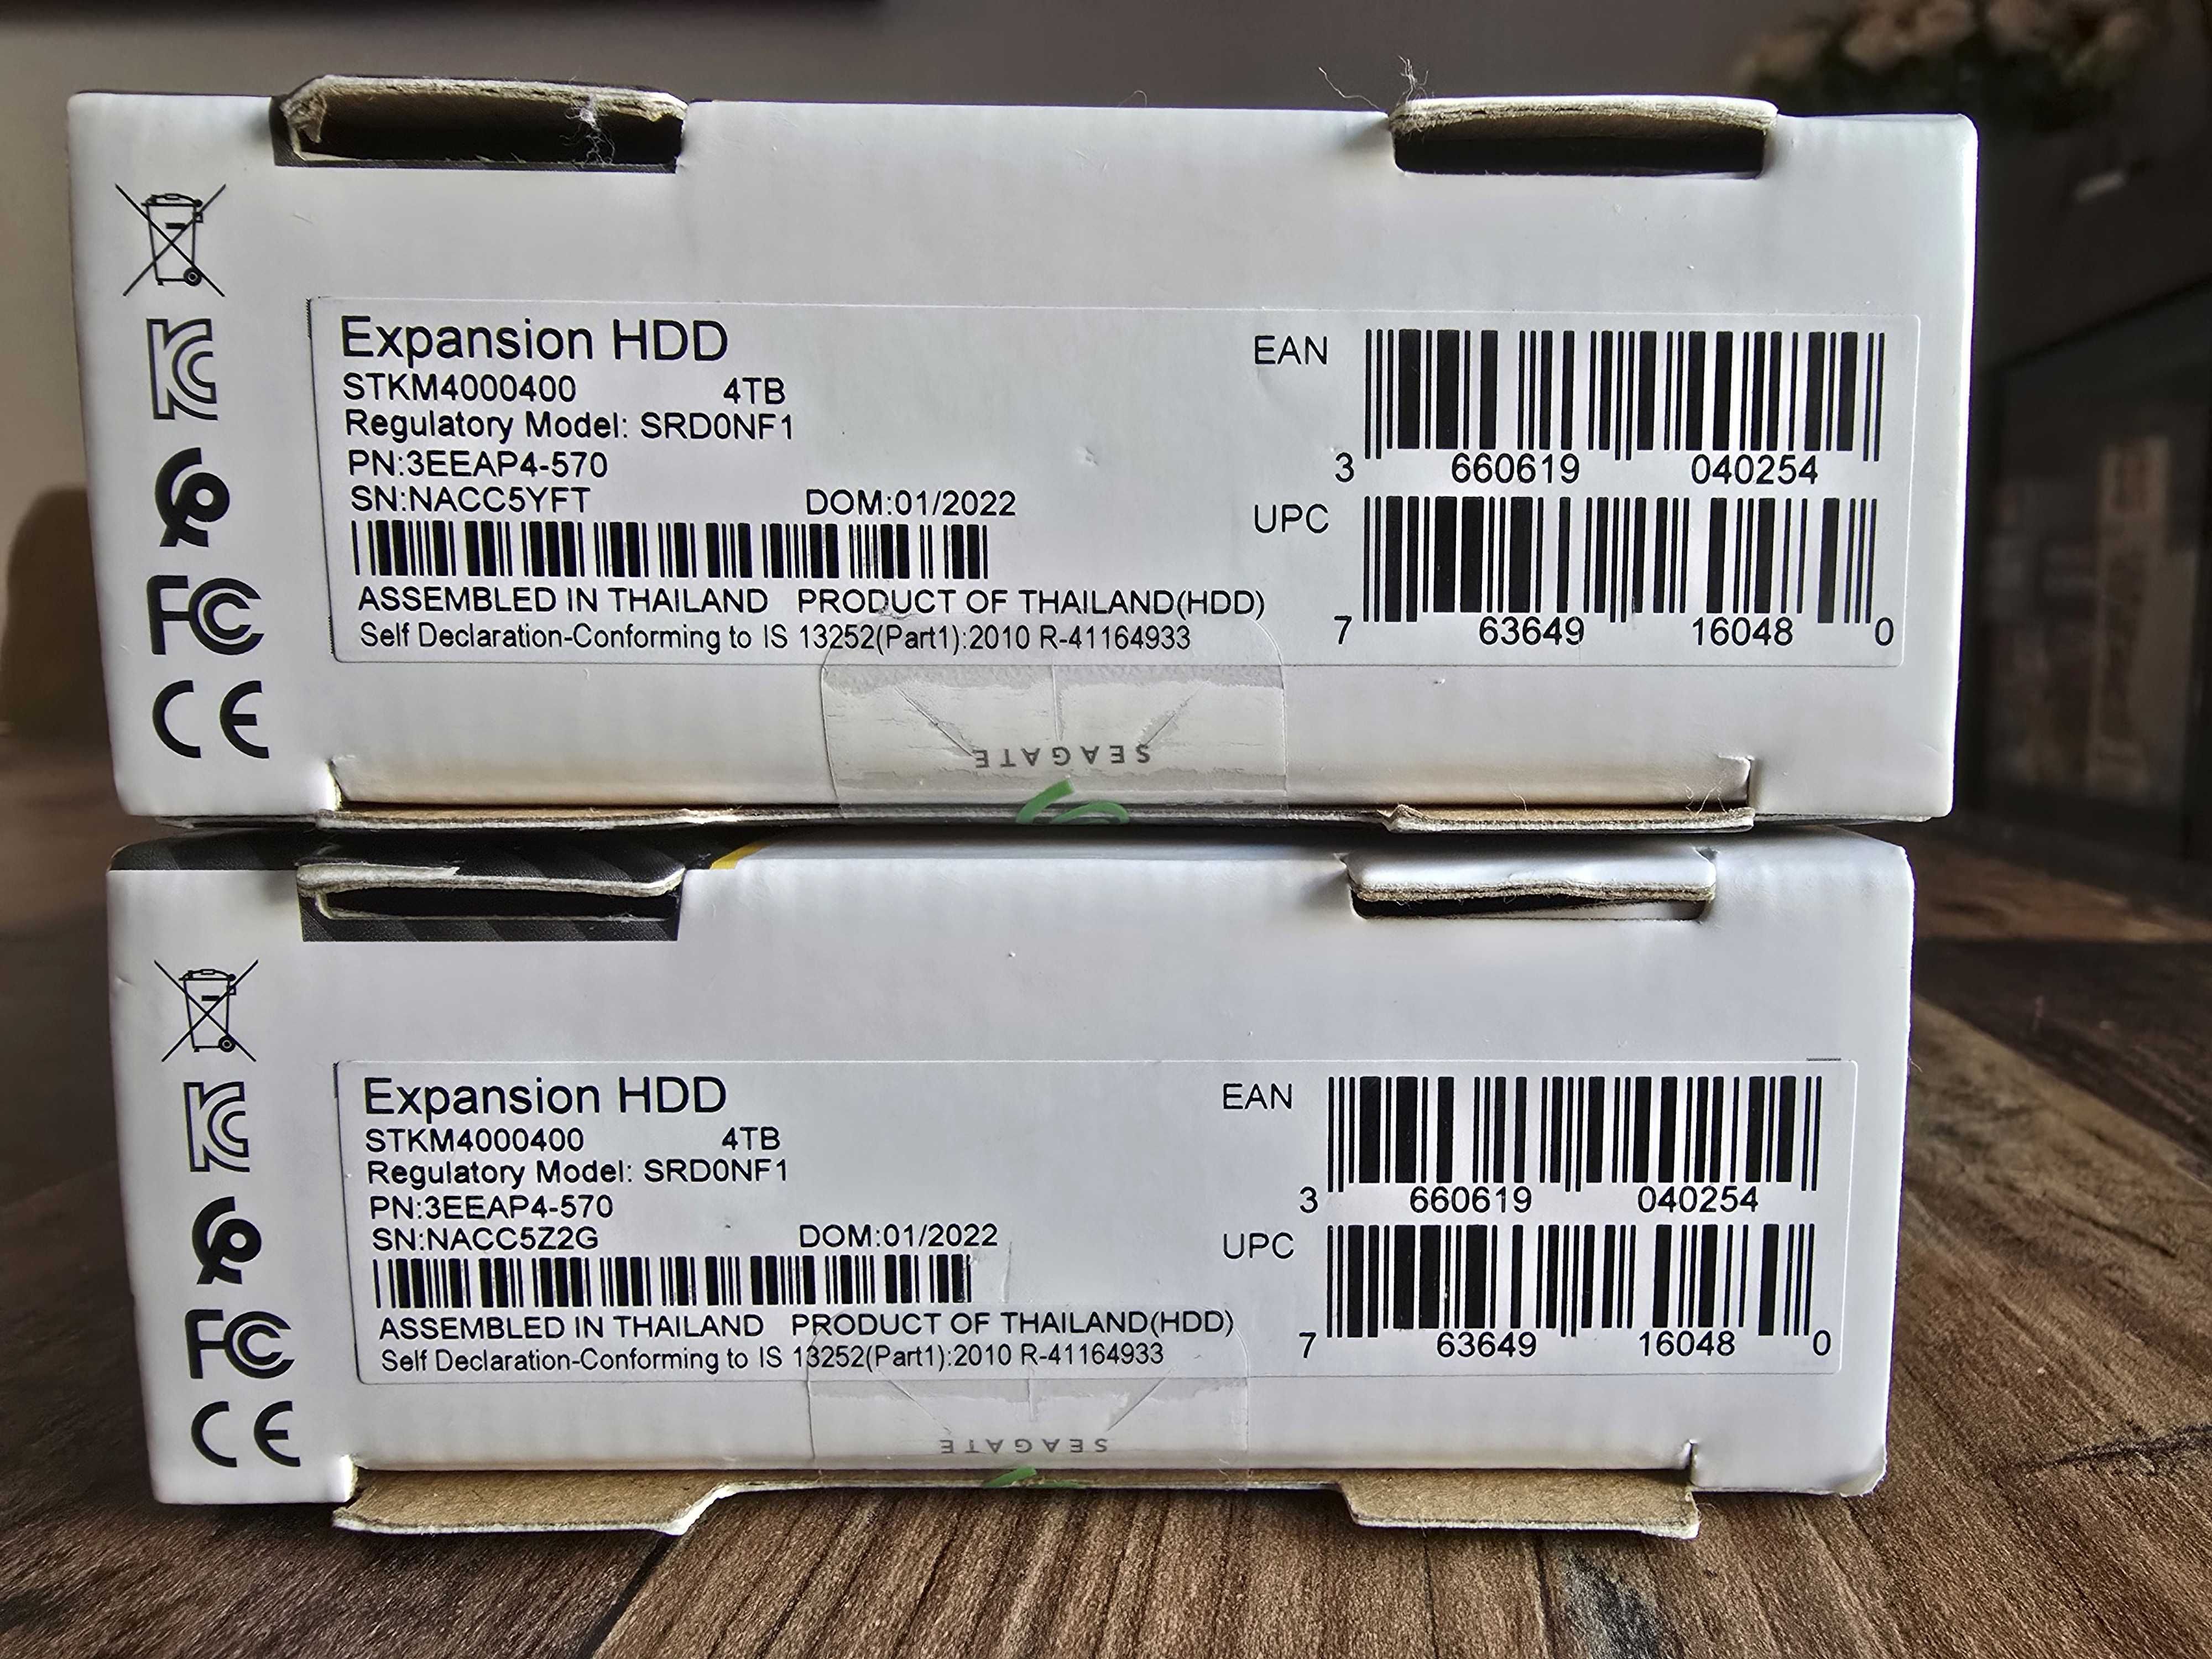 Expansion HDD
STKM4000400 4TB
Regulatory Model: SRD0NF1
PN:3EEAP4-570
SN:NACC5YFT DOM:01/2022
ASSEMBLED IN THAILAND PRODUCT OF THAILAND(HDD)
Self Declaration-Conforming to IS 13252(Part1):2010 R-41164933
EAN
3 660619 040254
UPC
7 63649 16048 0
FC
CE
SEAGATE
Expansion HDD
STKM4000400 4TB
Regulatory Model: SRD0NF1
PN:3EEAP4-570
SN:NACC5Z2G DOM:01/2022
ASSEMBLED IN THAILAND PRODUCT OF THAILAND(HDD)
Self Declaration-Conforming to IS 13252(Part1):2010 R-41164933
EAN
3 660619 040254
UPC
7 63649 16048 0
FC
CE
SEAGATE